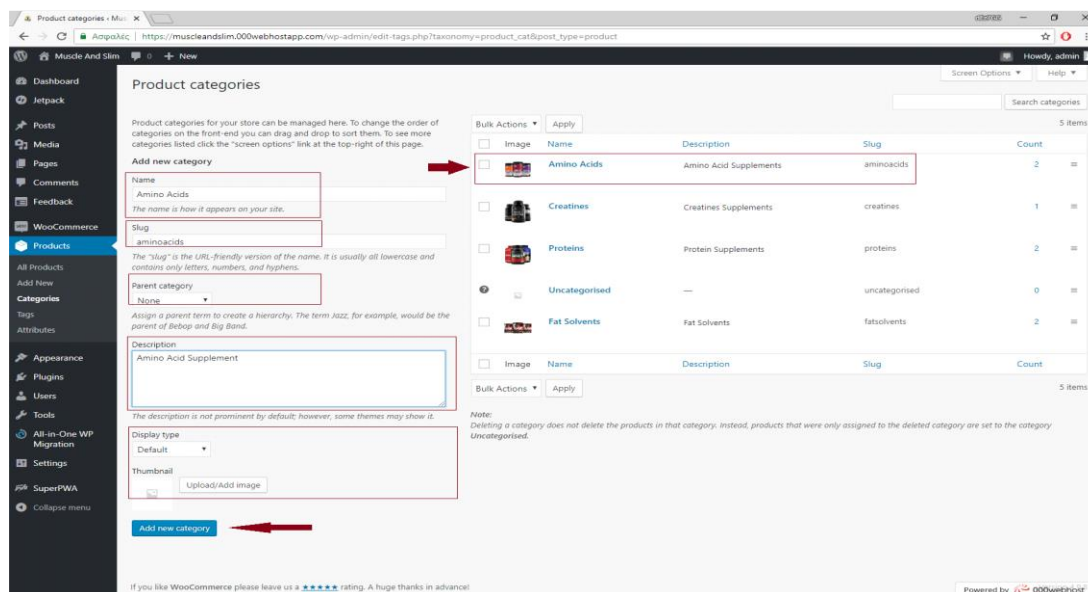 Product categories ‹ Mus
Ασφαλές | https://muscleandslim.000webhostapp.com/wp-admin/edit-tags.php?taxonomy=product_cat&post_type=product
Muscle And Slim 0 + New Howdy, admin
Screen Options ▼ Help ▼
Dashboard
Jetpack
Posts
Media
Pages
Comments
Feedback
WooCommerce
Products
All Products
Add New
Categories
Tags
Attributes
Appearance
Plugins
Users
Tools
All-in-One WP
Migration
Settings
SuperPWA
Collapse menu
Product categories
Search categories
Product categories for your store can be managed here. To change the order of
categories on the front-end you can drag and drop to sort them. To see more
categories listed click the "screen options" link at the top-right of this page.
Add new category
Name
Amino Acids
The name is how it appears on your site.
Slug
aminoacids
The "slug" is the URL-friendly version of the name. It is usually all lowercase and
contains only letters, numbers, and hyphens.
Parent category
None ▼
Assign a parent term to create a hierarchy. The term Jazz, for example, would be the
parent of Bebop and Big Band.
Description
Amino Acid Supplement
The description is not prominent by default; however, some themes may show it.
Display type
Default ▼
Thumbnail
Upload/Add image
Add new category
Bulk Actions ▼ Apply 5 items
Image Name Description Slug Count
Amino Acids Amino Acid Supplements aminoacids 2
Creatines Creatines Supplements creatines 1
Proteins Protein Supplements proteins 2
Uncategorised — uncategorised 0
Fat Solvents Fat Solvents fatsolvents 2
Image Name Description Slug Count
Bulk Actions ▼ Apply 5 items
Note:
Deleting a category does not delete the products in that category. Instead, products that were only assigned to the deleted category are set to the category
Uncategorised.
If you like WooCommerce please leave us a ★★★★★ rating. A huge thanks in advance!
Powered by 000webhost